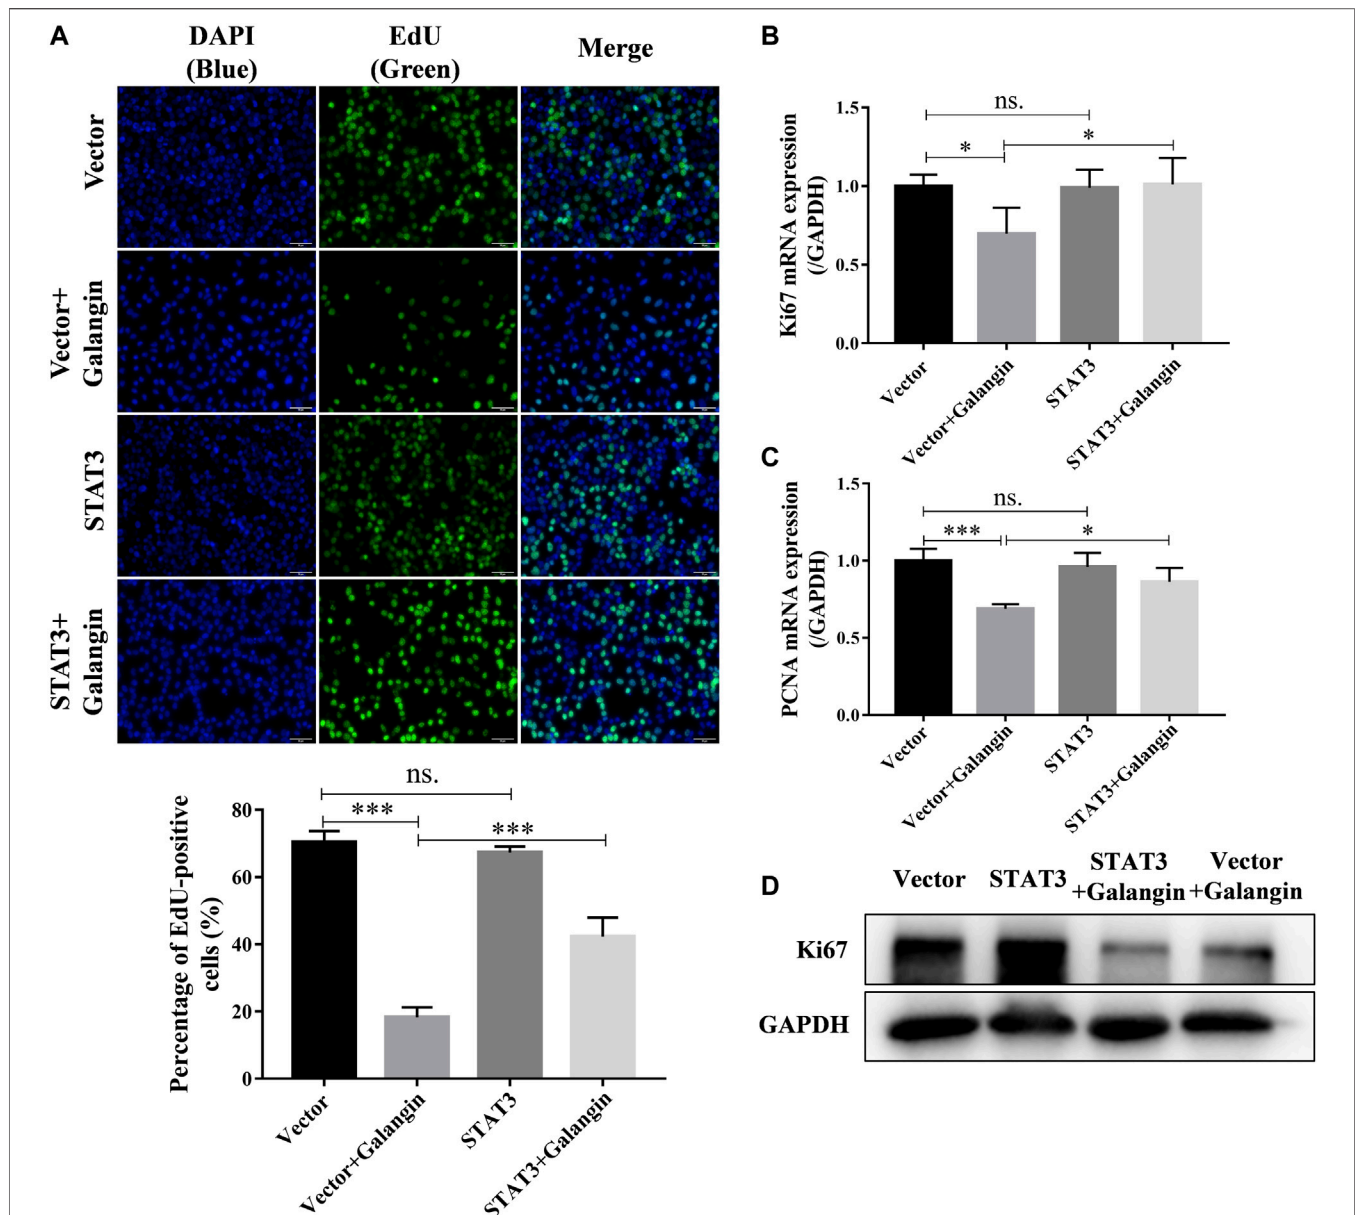 A
DAPI
(Blue)
EdU
(Green)
Merge
Vector
Vector+
Galangin
STAT3
STAT3+
Galangin
ns.
***
***
Percentage of EdU-positive
cells (%)
80
60
40
20
0
Vector
Vector+Galangin
STAT3
STAT3+Galangin
B
ns.
*
*
Ki67 mRNA expression
(/GAPDH)
1.5
1.0
0.5
0.0
Vector
Vector+Galangin
STAT3
STAT3+Galangin
C
ns.
***
*
PCNA mRNA expression
(/GAPDH)
1.5
1.0
0.5
0.0
Vector
Vector+Galangin
STAT3
STAT3+Galangin
D
Vector
STAT3
STAT3
+Galangin
Vector
+Galangin
Ki67
GAPDH